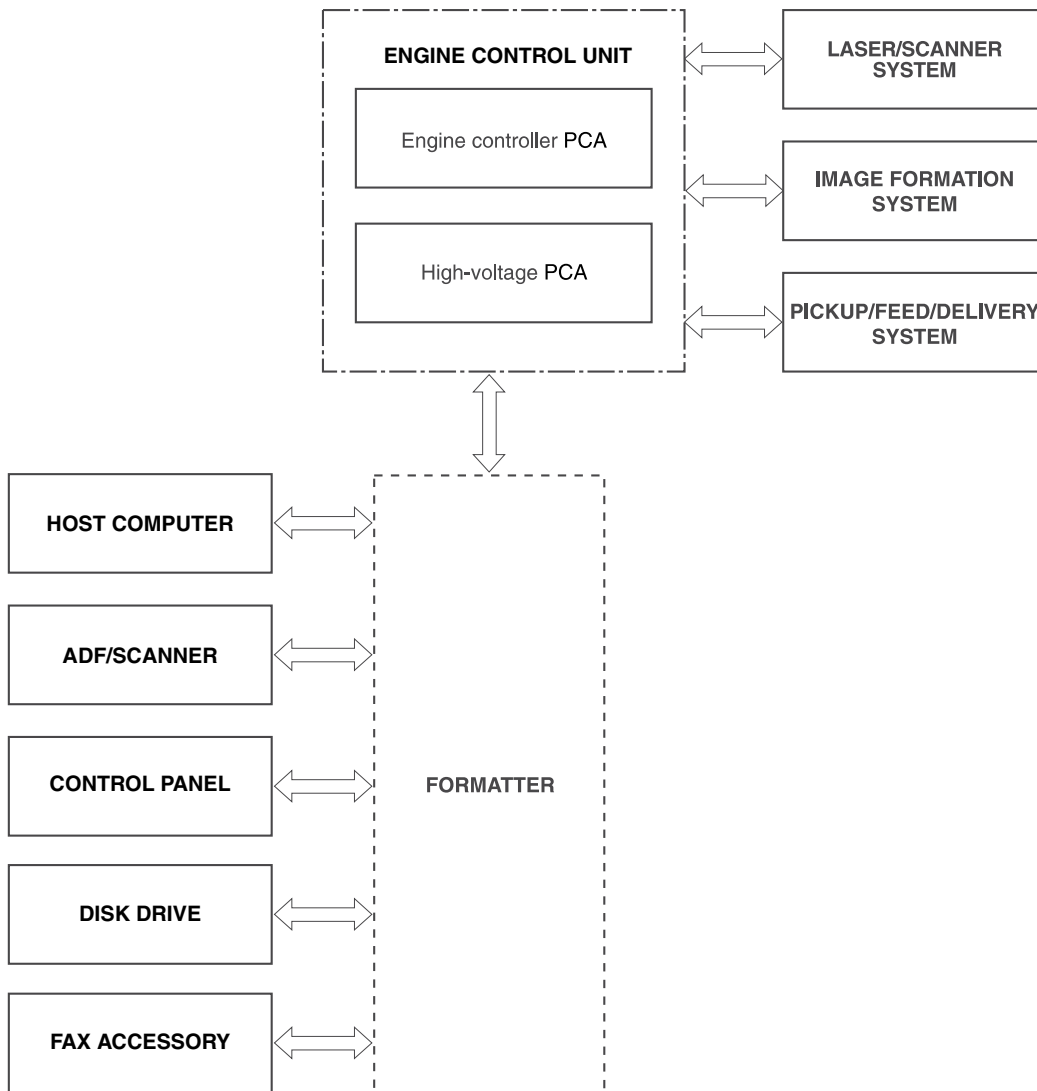 ENGINE CONTROL UNIT
Engine controller PCA
High-voltage PCA
LASER/SCANNER
SYSTEM
IMAGE FORMATION
SYSTEM
PICKUP/FEED/DELIVERY
SYSTEM
HOST COMPUTER
ADF/SCANNER
CONTROL PANEL
DISK DRIVE
FAX ACCESSORY
FORMATTER